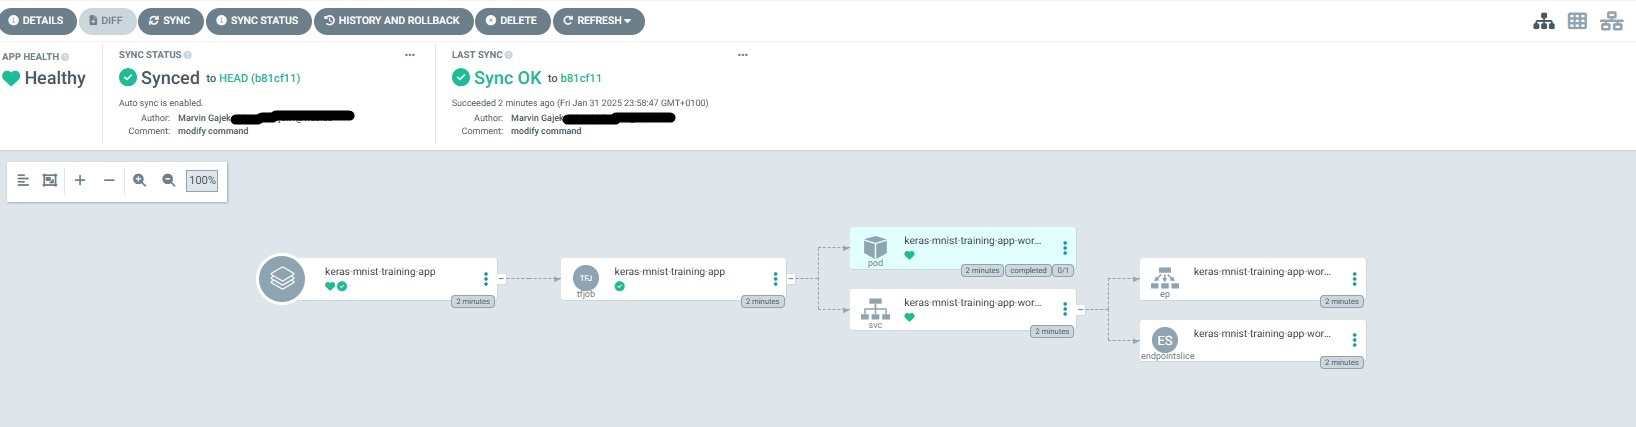 DETAILS
DIFF
SYNC
SYNC STATUS
HISTORY AND ROLLBACK
DELETE
REFRESH
APP HEALTH
Healthy
SYNC STATUS
Synced to HEAD (b81cf11)
Auto sync is enabled.
Author: Marvin Gajek
Comment: modify command
LAST SYNC
Sync OK to b81cf11
Succeeded 2 minutes ago (Fri Jan 31 2025 23:58:47 GMT+0100)
Author: Marvin Gajek
Comment: modify command
100%
keras-mnist-training-app
2 minutes
TFJ
tfjob
keras-mnist-training-app
2 minutes
pod
keras-mnist-training-app-wor...
2 minutes completed 0/1
svc
keras-mnist-training-app-wor...
2 minutes
ep
keras-mnist-training-app-wor...
2 minutes
ES
endpointslice
keras-mnist-training-app-wor...
2 minutes